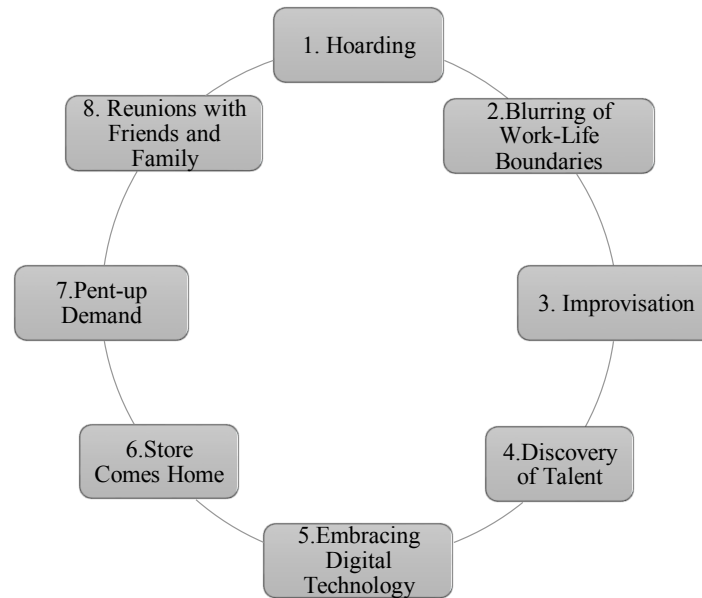 1. Hoarding
2.Blurring of
Work-Life
Boundaries
3. Improvisation
4.Discovery
of Talent
5.Embracing
Digital
Technology
6.Store
Comes Home
7.Pent-up
Demand
8. Reunions with
Friends and
Family